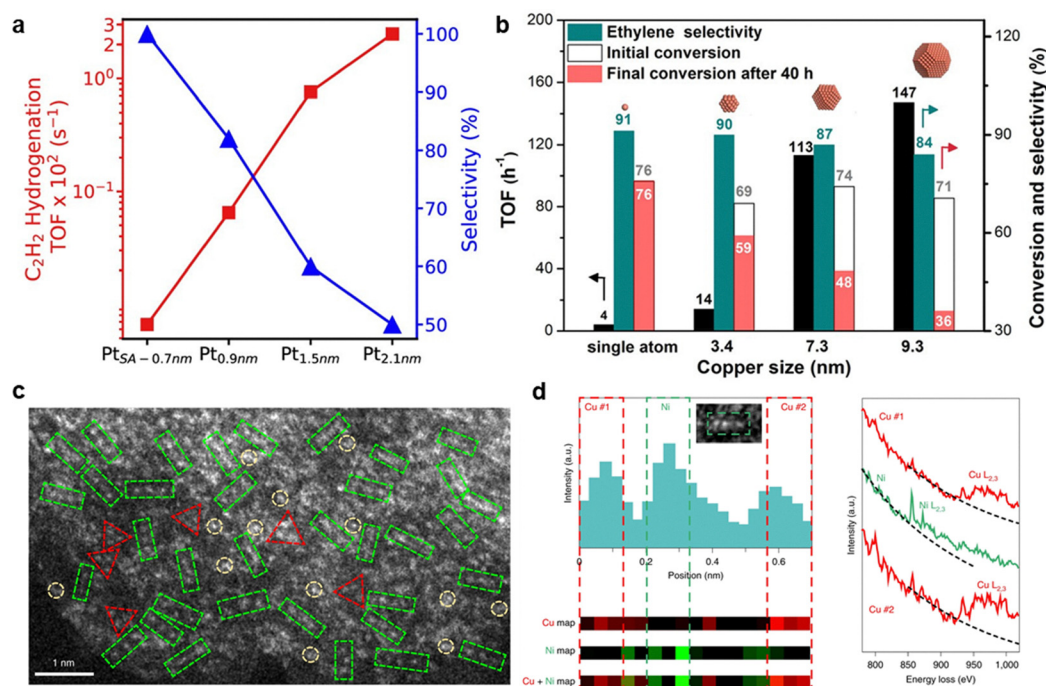 a
C₂H₂ Hydrogenation
TOF x 10² (s⁻¹)
3
2
10⁰
10⁻¹
100
90
80
70
60
50
Selectivity (%)
Pt_SA-0.7nm Pt_0.9nm Pt_1.5nm Pt_2.1nm
b
Ethylene selectivity
Initial conversion
Final conversion after 40 h
TOF (h⁻¹)
200
160
120
80
40
0
120
90
60
30
Conversion and selectivity (%)
4 91 76 76
14 90 69 59
113 87 74 48
147 84 71 36
single atom 3.4 7.3 9.3
Copper size (nm)
c
1 nm
d
Cu #1 Ni Cu #2
Intensity (a.u.)
0 0.2 0.4 0.6
Position (nm)
Cu map
Ni map
Cu + Ni map
Intensity (a.u.)
Cu #1
Cu L₂,₃
Ni
Ni L₂,₃
Cu L₂,₃
Cu #2
800 850 900 950 1,000
Energy loss (eV)